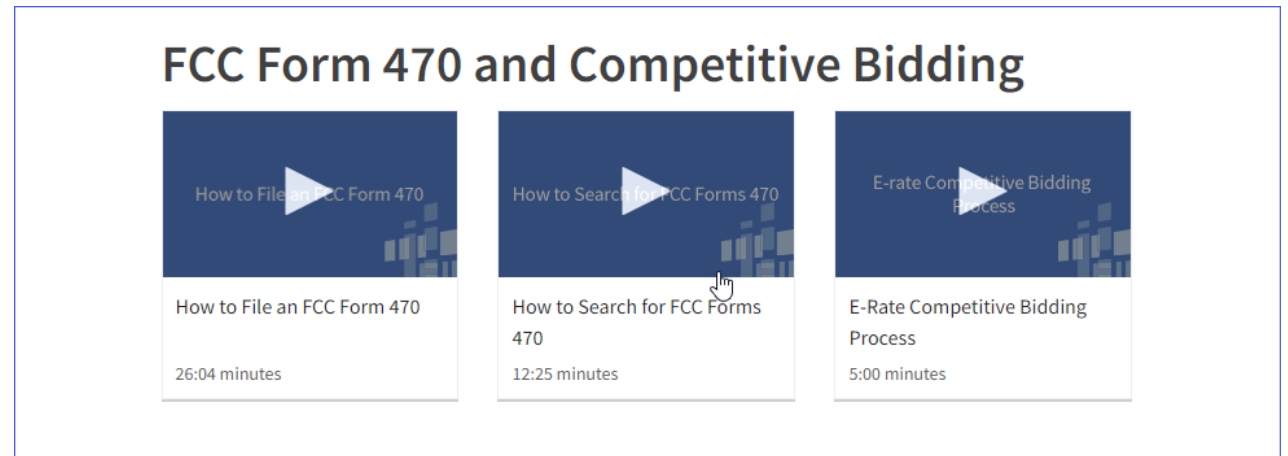 FCC Form 470 and Competitive Bidding
How to File an FCC Form 470
How to Search for FCC Forms 470
E-rate Competitive Bidding
Process
How to File an FCC Form 470
26:04 minutes
How to Search for FCC Forms
470
12:25 minutes
E-Rate Competitive Bidding
Process
5:00 minutes